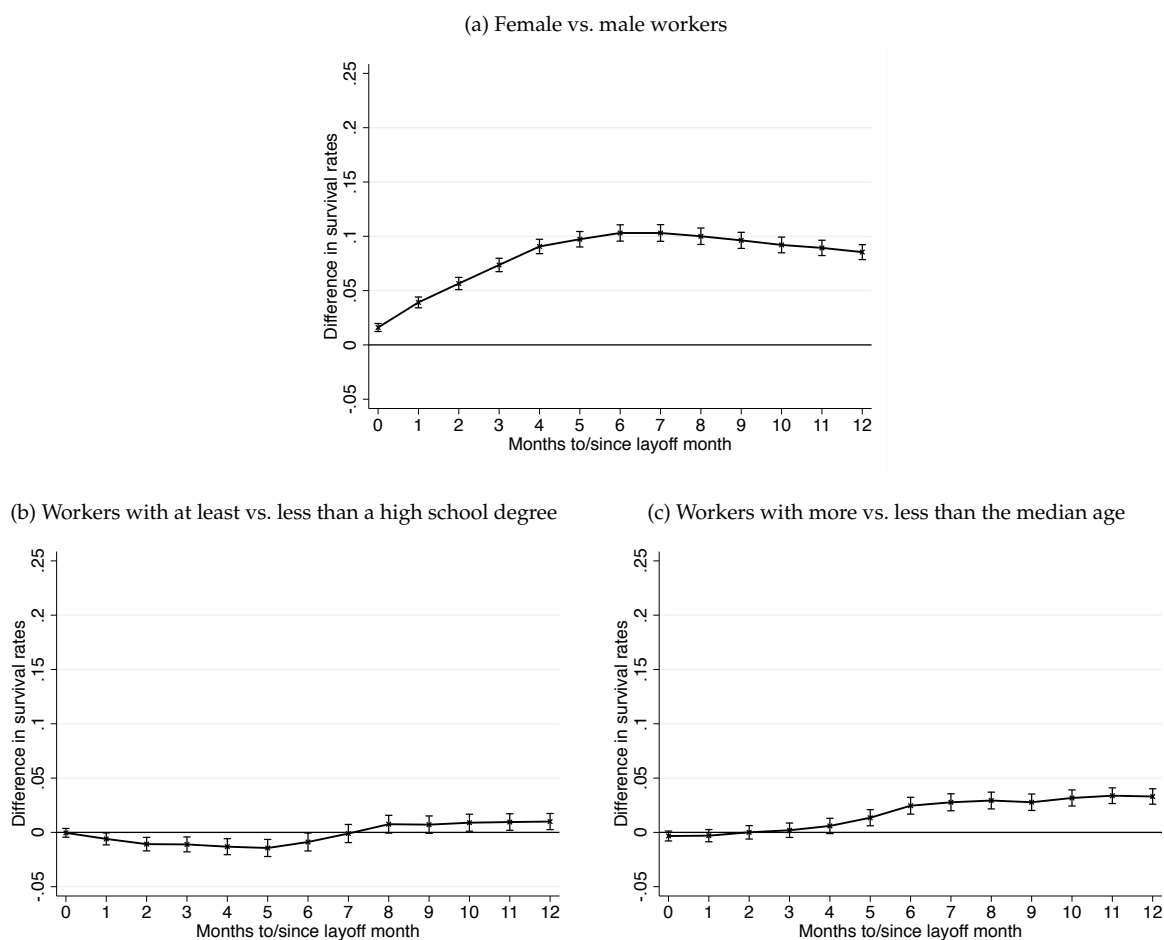 (a) Female vs. male workers
Difference in survival rates
.25
.2
.15
.1
.05
0
-.05
0 1 2 3 4 5 6 7 8 9 10 11 12
Months to/since layoff month
(b) Workers with at least vs. less than a high school degree
Difference in survival rates
.25
.2
.15
.1
.05
0
-.05
0 1 2 3 4 5 6 7 8 9 10 11 12
Months to/since layoff month
(c) Workers with more vs. less than the median age
Difference in survival rates
.25
.2
.15
.1
.05
0
-.05
0 1 2 3 4 5 6 7 8 9 10 11 12
Months to/since layoff month